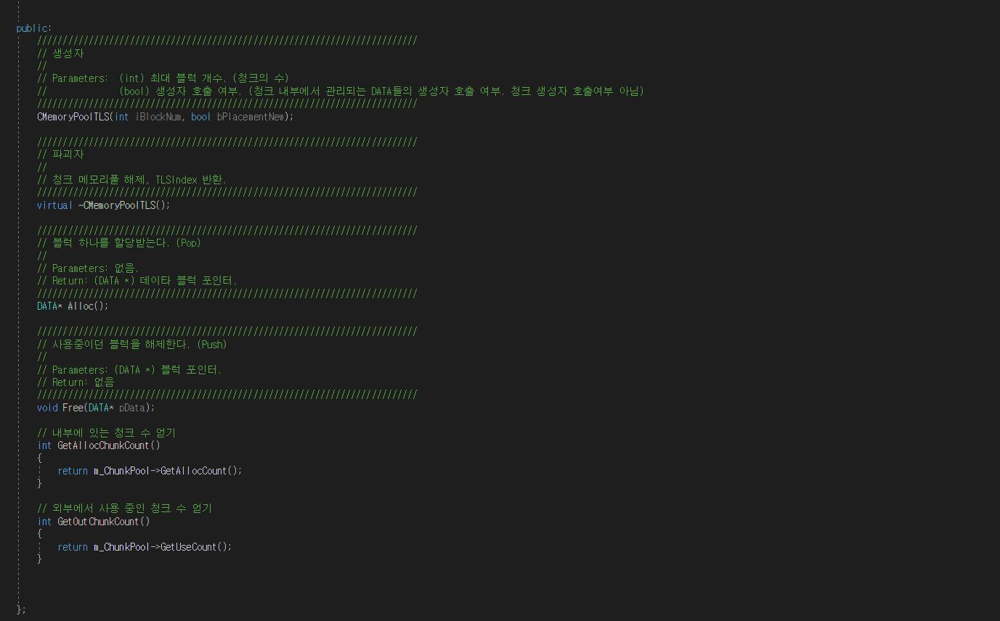 public:
//////////////////////////////////////////////////////////////////////////
// 생성자
//
// Parameters:	(int) 최대 블럭 개수. (청크의 수)
//				(bool) 생성자 호출 여부. (청크 내부에서 관리되는 DATA들의 생성자 호출 여부. 청크 생성자 호출여부 아님)
//////////////////////////////////////////////////////////////////////////
CMemoryPoolTLS(int iBlockNum, bool bPlacementNew);
//////////////////////////////////////////////////////////////////////////
// 파괴자
//
// 청크 메모리풀 해제, TLSIndex 반환.
//////////////////////////////////////////////////////////////////////////
virtual ~CMemoryPoolTLS();
//////////////////////////////////////////////////////////////////////////
// 블럭 하나를 할당받는다. (Pop)
//
// Parameters: 없음.
// Return: (DATA *) 데이타 블럭 포인터.
//////////////////////////////////////////////////////////////////////////
DATA* Alloc();
//////////////////////////////////////////////////////////////////////////
// 사용중이던 블럭을 해제한다. (Push)
//
// Parameters: (DATA *) 블럭 포인터.
// Return: 없음
//////////////////////////////////////////////////////////////////////////
void Free(DATA* pData);
// 내부에 있는 청크 수 얻기
int GetAllocChunkCount()
{
return m_ChunkPool->GetAllocCount();
}
// 외부에서 사용 중인 청크 수 얻기
int GetOutChunkCount()
{
return m_ChunkPool->GetUseCount();
}
};